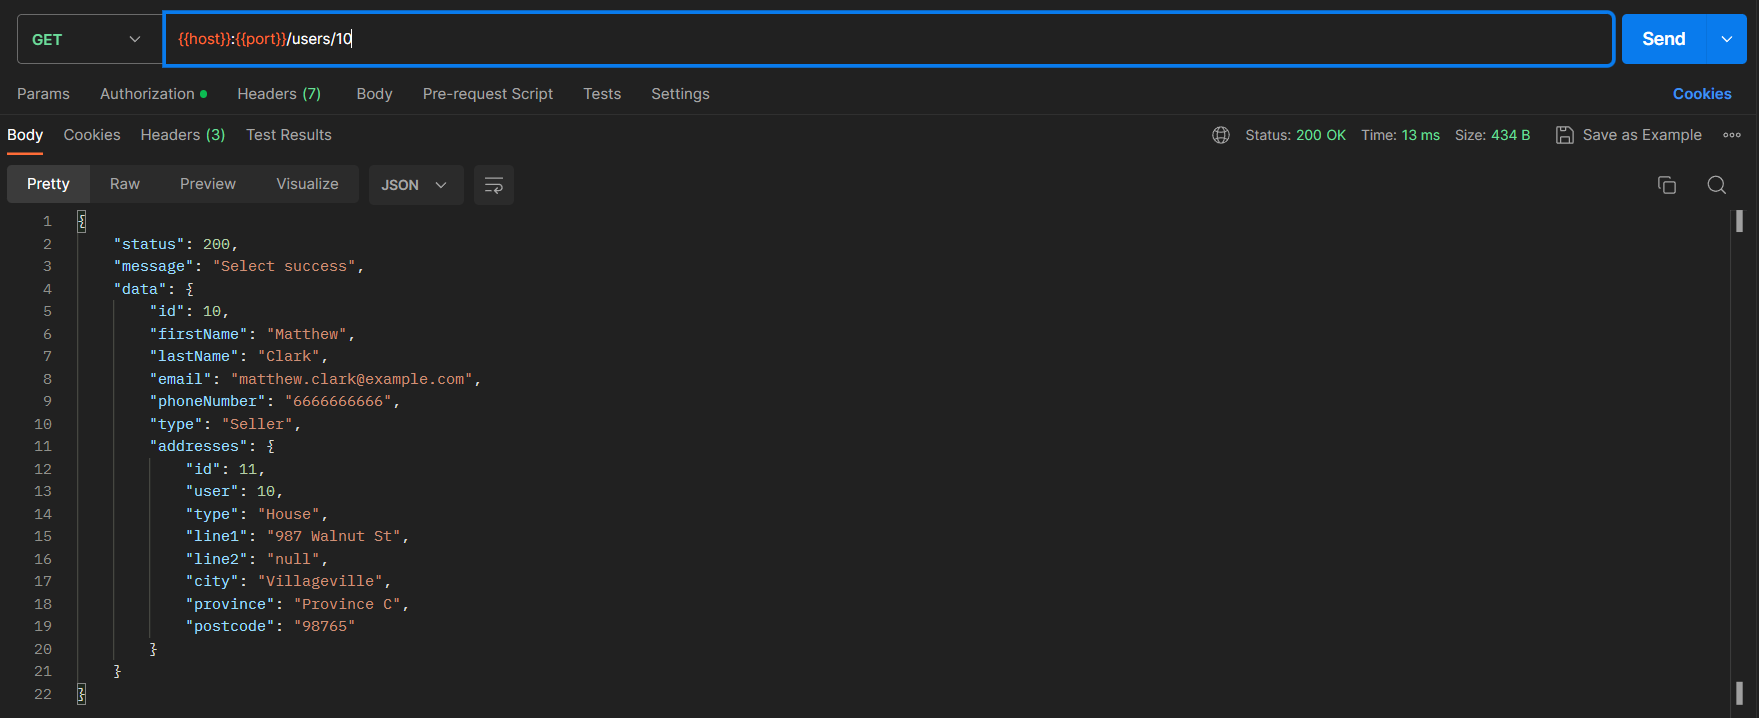 GET {{host}}:{{port}}/users/10 Send
Params Authorization Headers (7) Body Pre-request Script Tests Settings Cookies
Body Cookies Headers (3) Test Results Status: 200 OK Time: 13 ms Size: 434 B Save as Example
Pretty Raw Preview Visualize JSON
1 {
2 "status": 200,
3 "message": "Select success",
4 "data": {
5 "id": 10,
6 "firstName": "Matthew",
7 "lastName": "Clark",
8 "email": "matthew.clark@example.com",
9 "phoneNumber": "6666666666",
10 "type": "Seller",
11 "addresses": {
12 "id": 11,
13 "user": 10,
14 "type": "House",
15 "line1": "987 Walnut St",
16 "line2": "null",
17 "city": "Villageville",
18 "province": "Province C",
19 "postcode": "98765"
20 }
21 }
22 }